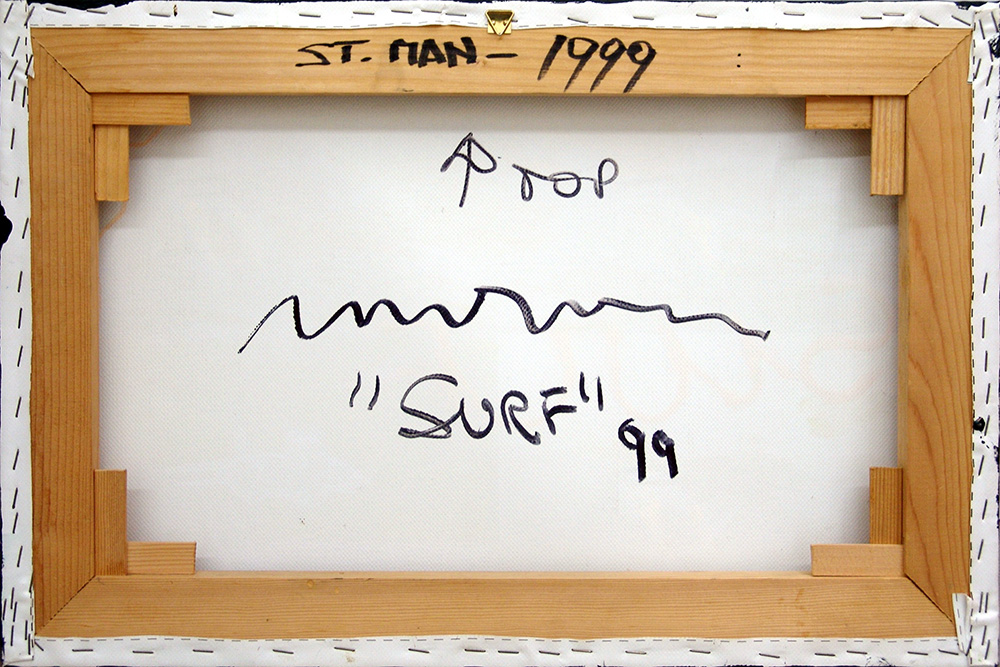 ST. MAN - 1999
↑ TOP
"SURF" 99